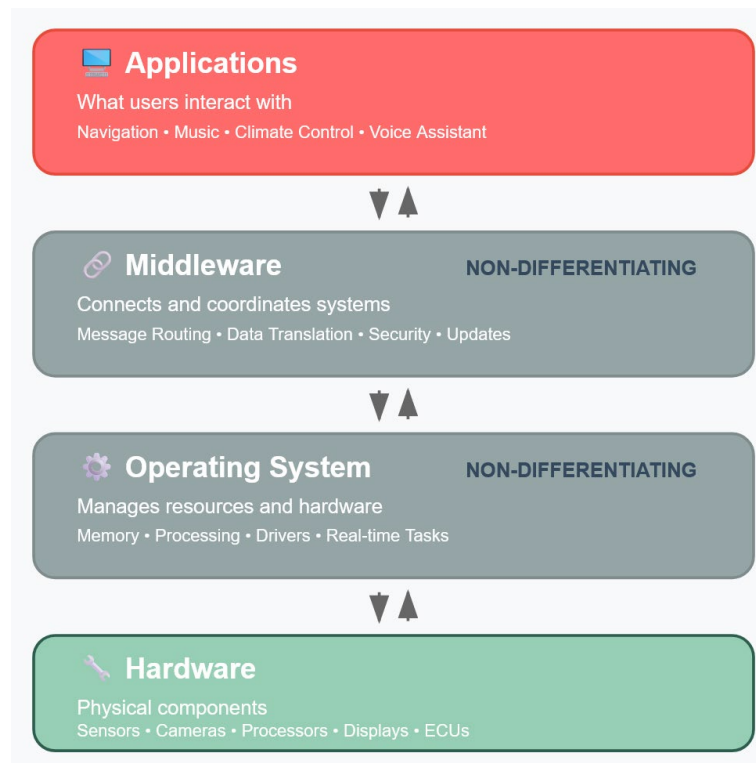 Applications
What users interact with
Navigation • Music • Climate Control • Voice Assistant
Middleware
NON-DIFFERENTIATING
Connects and coordinates systems
Message Routing • Data Translation • Security • Updates
Operating System
NON-DIFFERENTIATING
Manages resources and hardware
Memory • Processing • Drivers • Real-time Tasks
Hardware
Physical components
Sensors • Cameras • Processors • Displays • ECUs